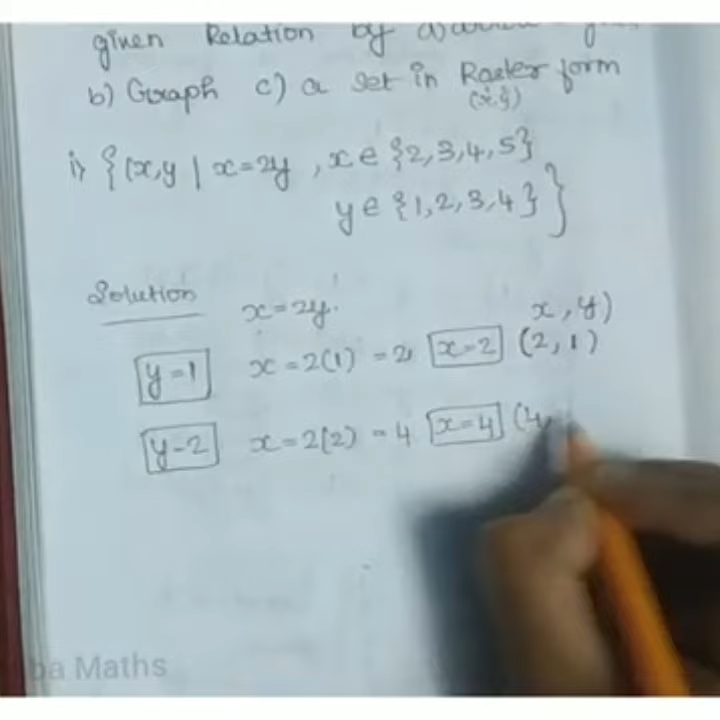 given Relation by
b) Graph c) a set in Roster form
i) {(x,y | x=2y , x ∈ {2,3,4,5}
y ∈ {1,2,3,4}}
Solution x=2y. x, y)
y=1 x=2(1) =2 x=2 (2,1)
y=2 x=2(2) =4 x=4 (4,
ba Maths